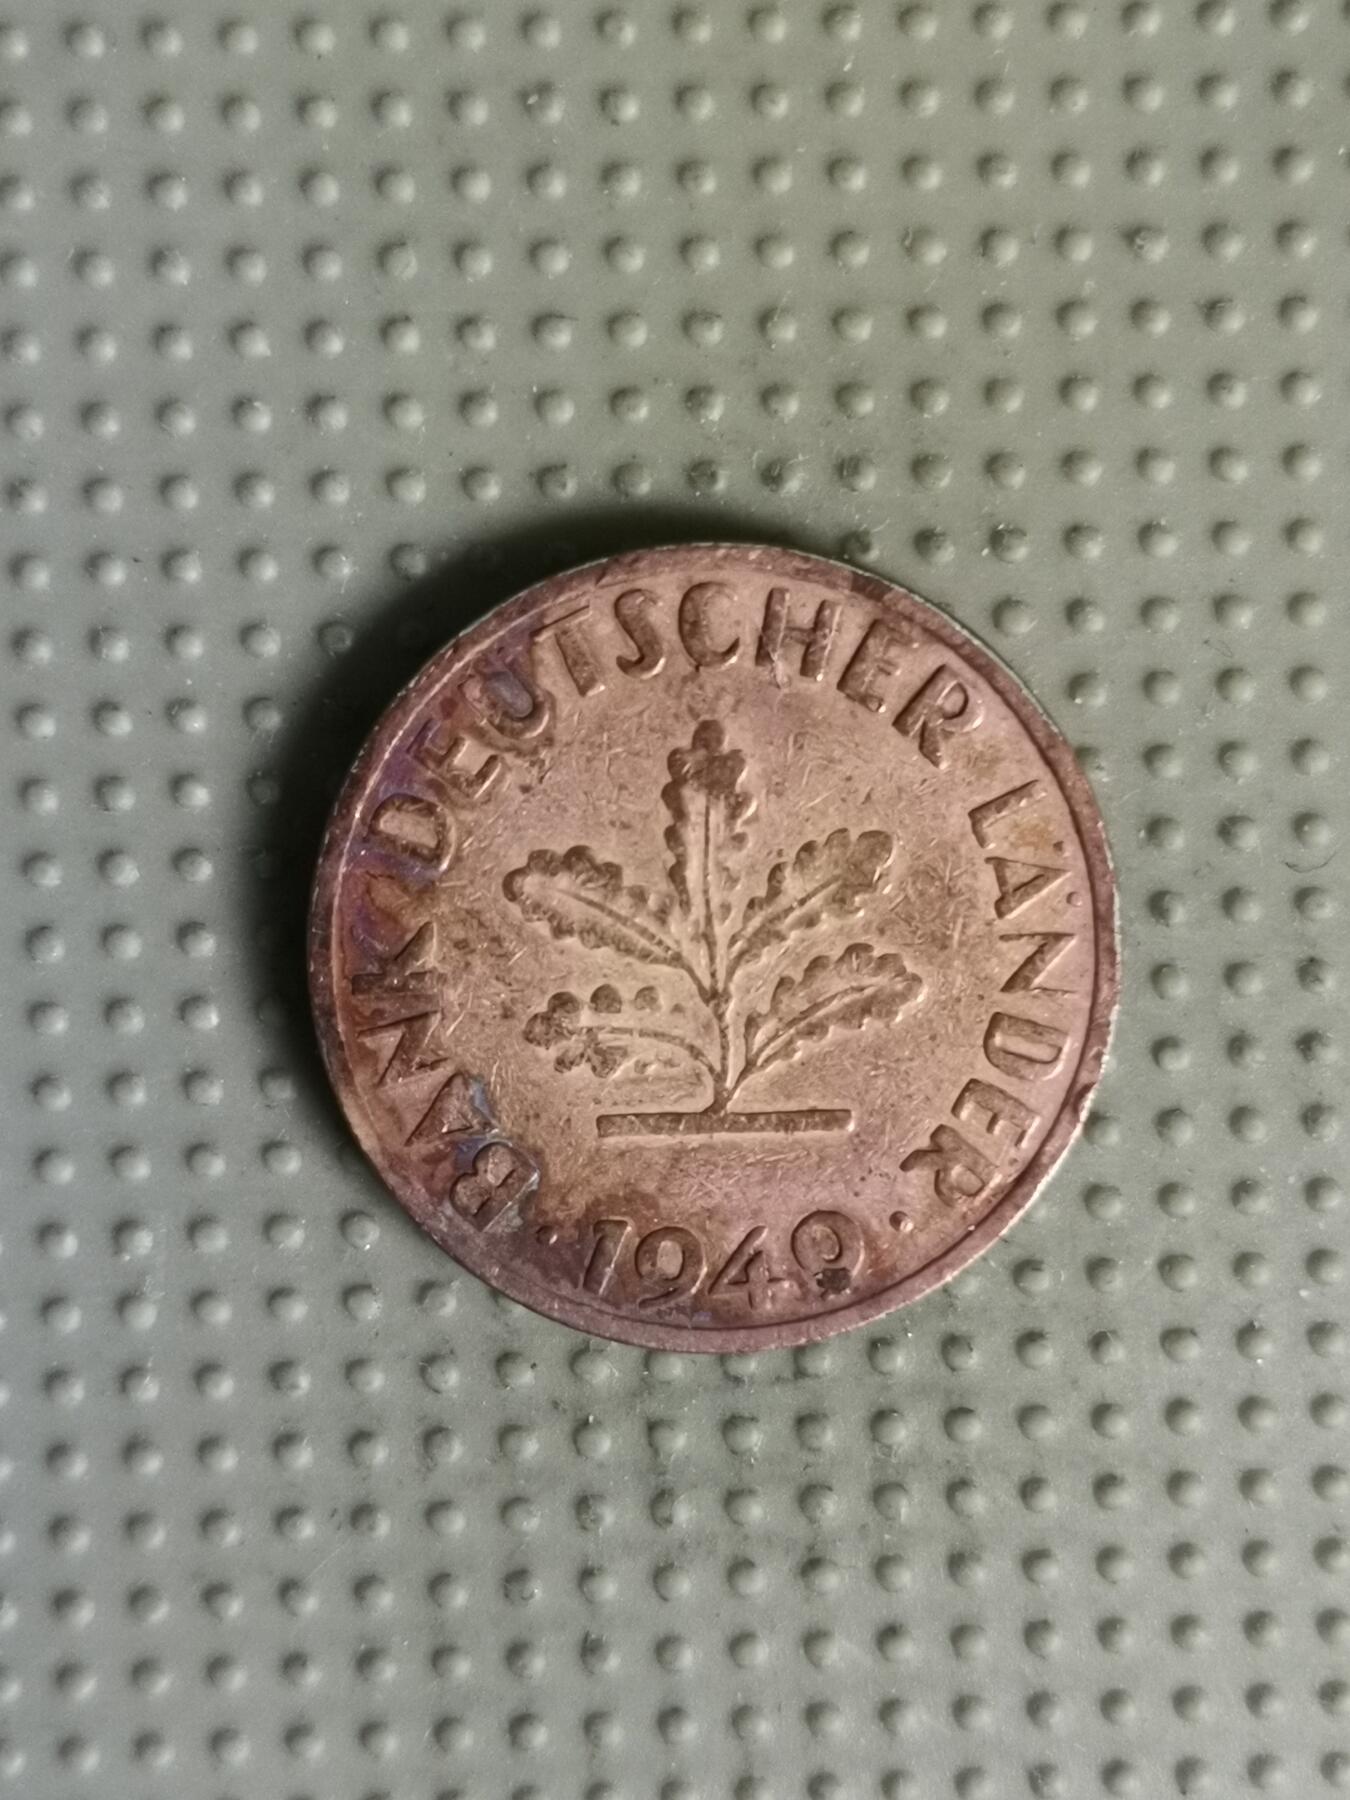 BANK DEUTSCHER LÄNDER
· 1949 ·